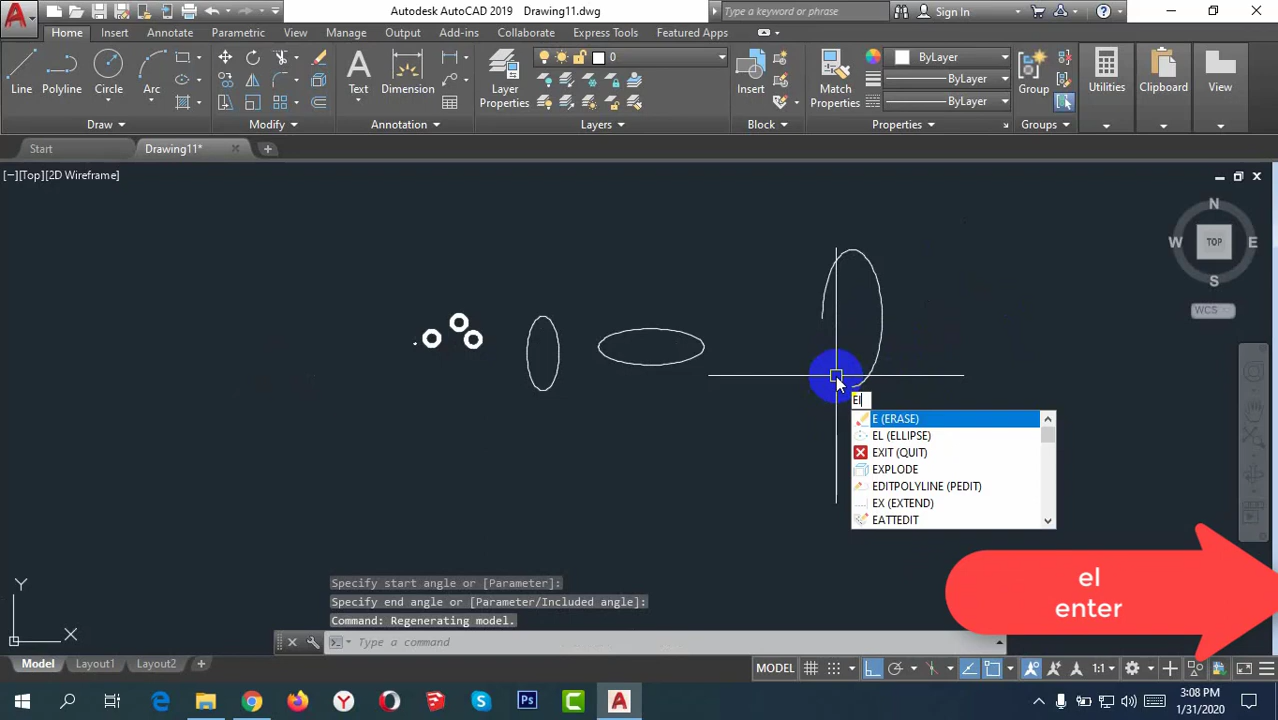 Autodesk AutoCAD 2019 Drawing11.dwg
Type a keyword or phrase
Sign In
Home Insert Annotate Parametric View Manage Output Add-ins Collaborate Express Tools Featured Apps
Line Polyline Circle Arc
Text Dimension
Layer Properties
0
Insert
Match Properties
ByLayer
ByLayer
ByLayer
Group
Utilities
Clipboard
View
Draw Modify Annotation Layers Block Properties Groups
Start Drawing11*
[−][Top][2D Wireframe]
N
W TOP E
S
WCS
El
E (ERASE)
EL (ELLIPSE)
EXIT (QUIT)
EXPLODE
EDITPOLYLINE (PEDIT)
EX (EXTEND)
EATTEDIT
el
enter
Y
X
Specify start angle or [Parameter]:
Specify end angle or [Parameter/Included angle]:
Command: Regenerating model.
Type a command
Model Layout1 Layout2
MODEL
1:1
3:08 PM
1/31/2020